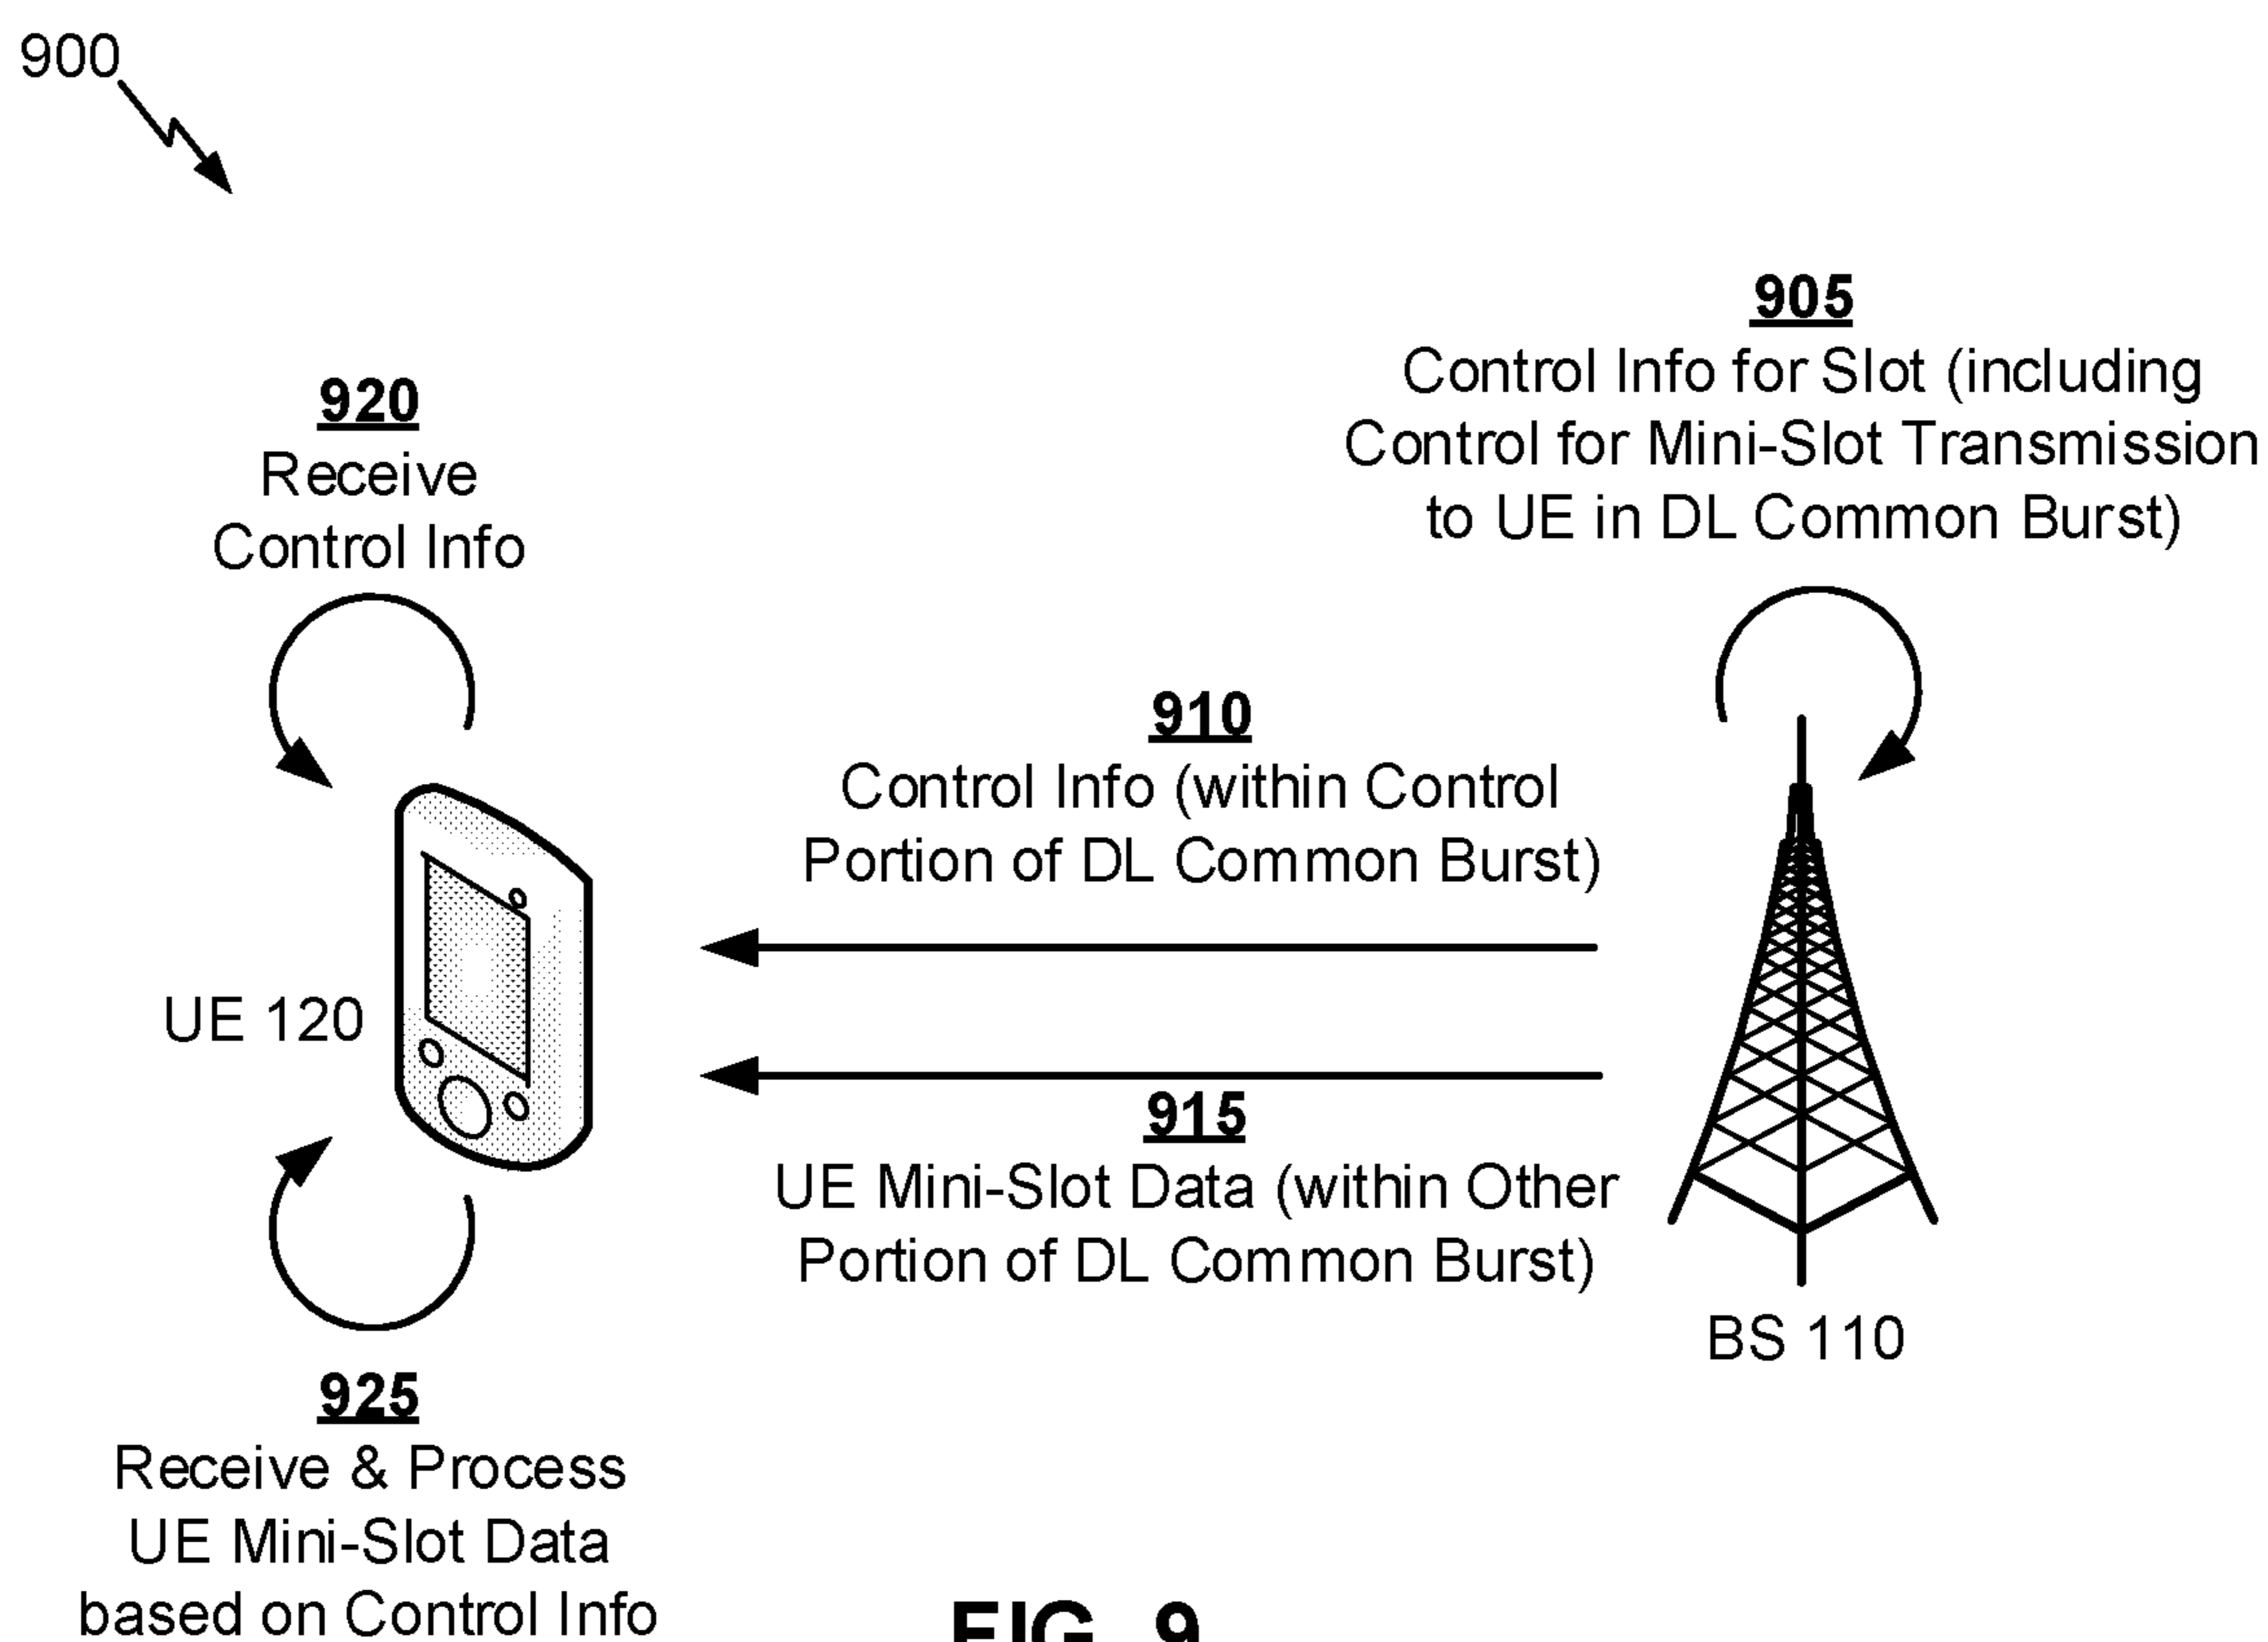 900
905
Control Info for Slot (including
Control for Mini-Slot Transmission
to UE in DL Common Burst)
920
Receive
Control Info
910
Control Info (within Control
Portion of DL Common Burst)
UE 120
915
UE Mini-Slot Data (within Other
Portion of DL Common Burst)
BS 110
925
Receive & Process
UE Mini-Slot Data
based on Control Info
FIG. 9